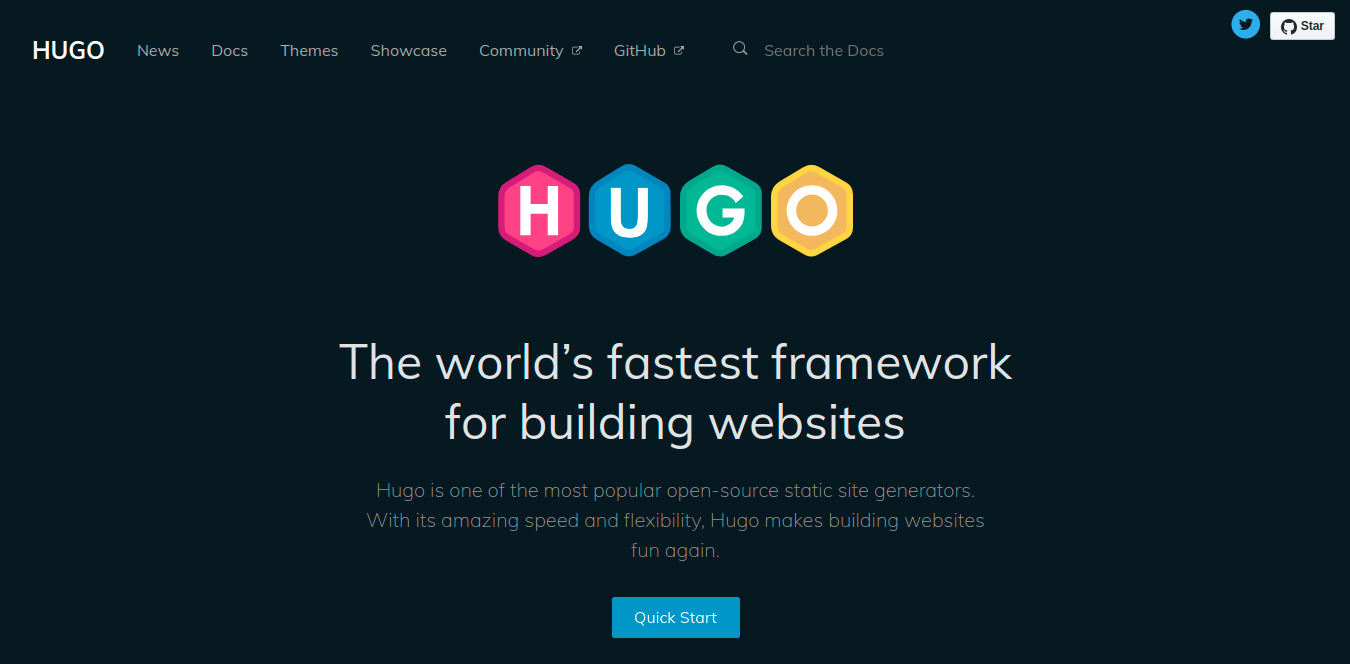 HUGO News Docs Themes Showcase Community GitHub Search the Docs Star
HUGO
The world’s fastest framework
for building websites
Hugo is one of the most popular open-source static site generators.
With its amazing speed and flexibility, Hugo makes building websites
fun again.
Quick Start